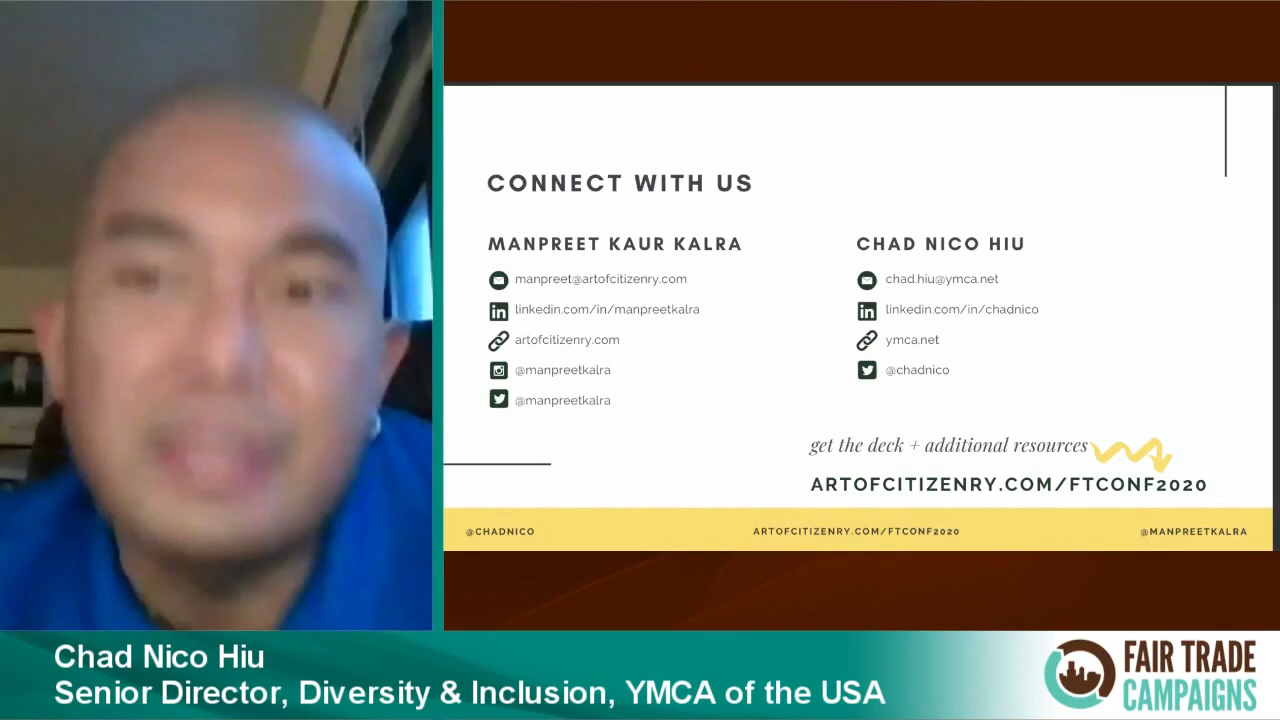 CONNECT WITH US
MANPREET KAUR KALRA
manpreet@artofcitizenry.com
linkedin.com/in/manpreetkalra
artofcitizenry.com
@manpreetkalra
@manpreetkalra
CHAD NICO HIU
chad.hiu@ymca.net
linkedin.com/in/chadnico
ymca.net
@chadnico
get the deck + additional resources
ARTOFCITIZENRY.COM/FTCONF2020
@CHADNICO
ARTOFCITIZENRY.COM/FTCONF2020
@MANPREETKALRA
Chad Nico Hiu
Senior Director, Diversity & Inclusion, YMCA of the USA
FAIR TRADE
CAMPAIGNS